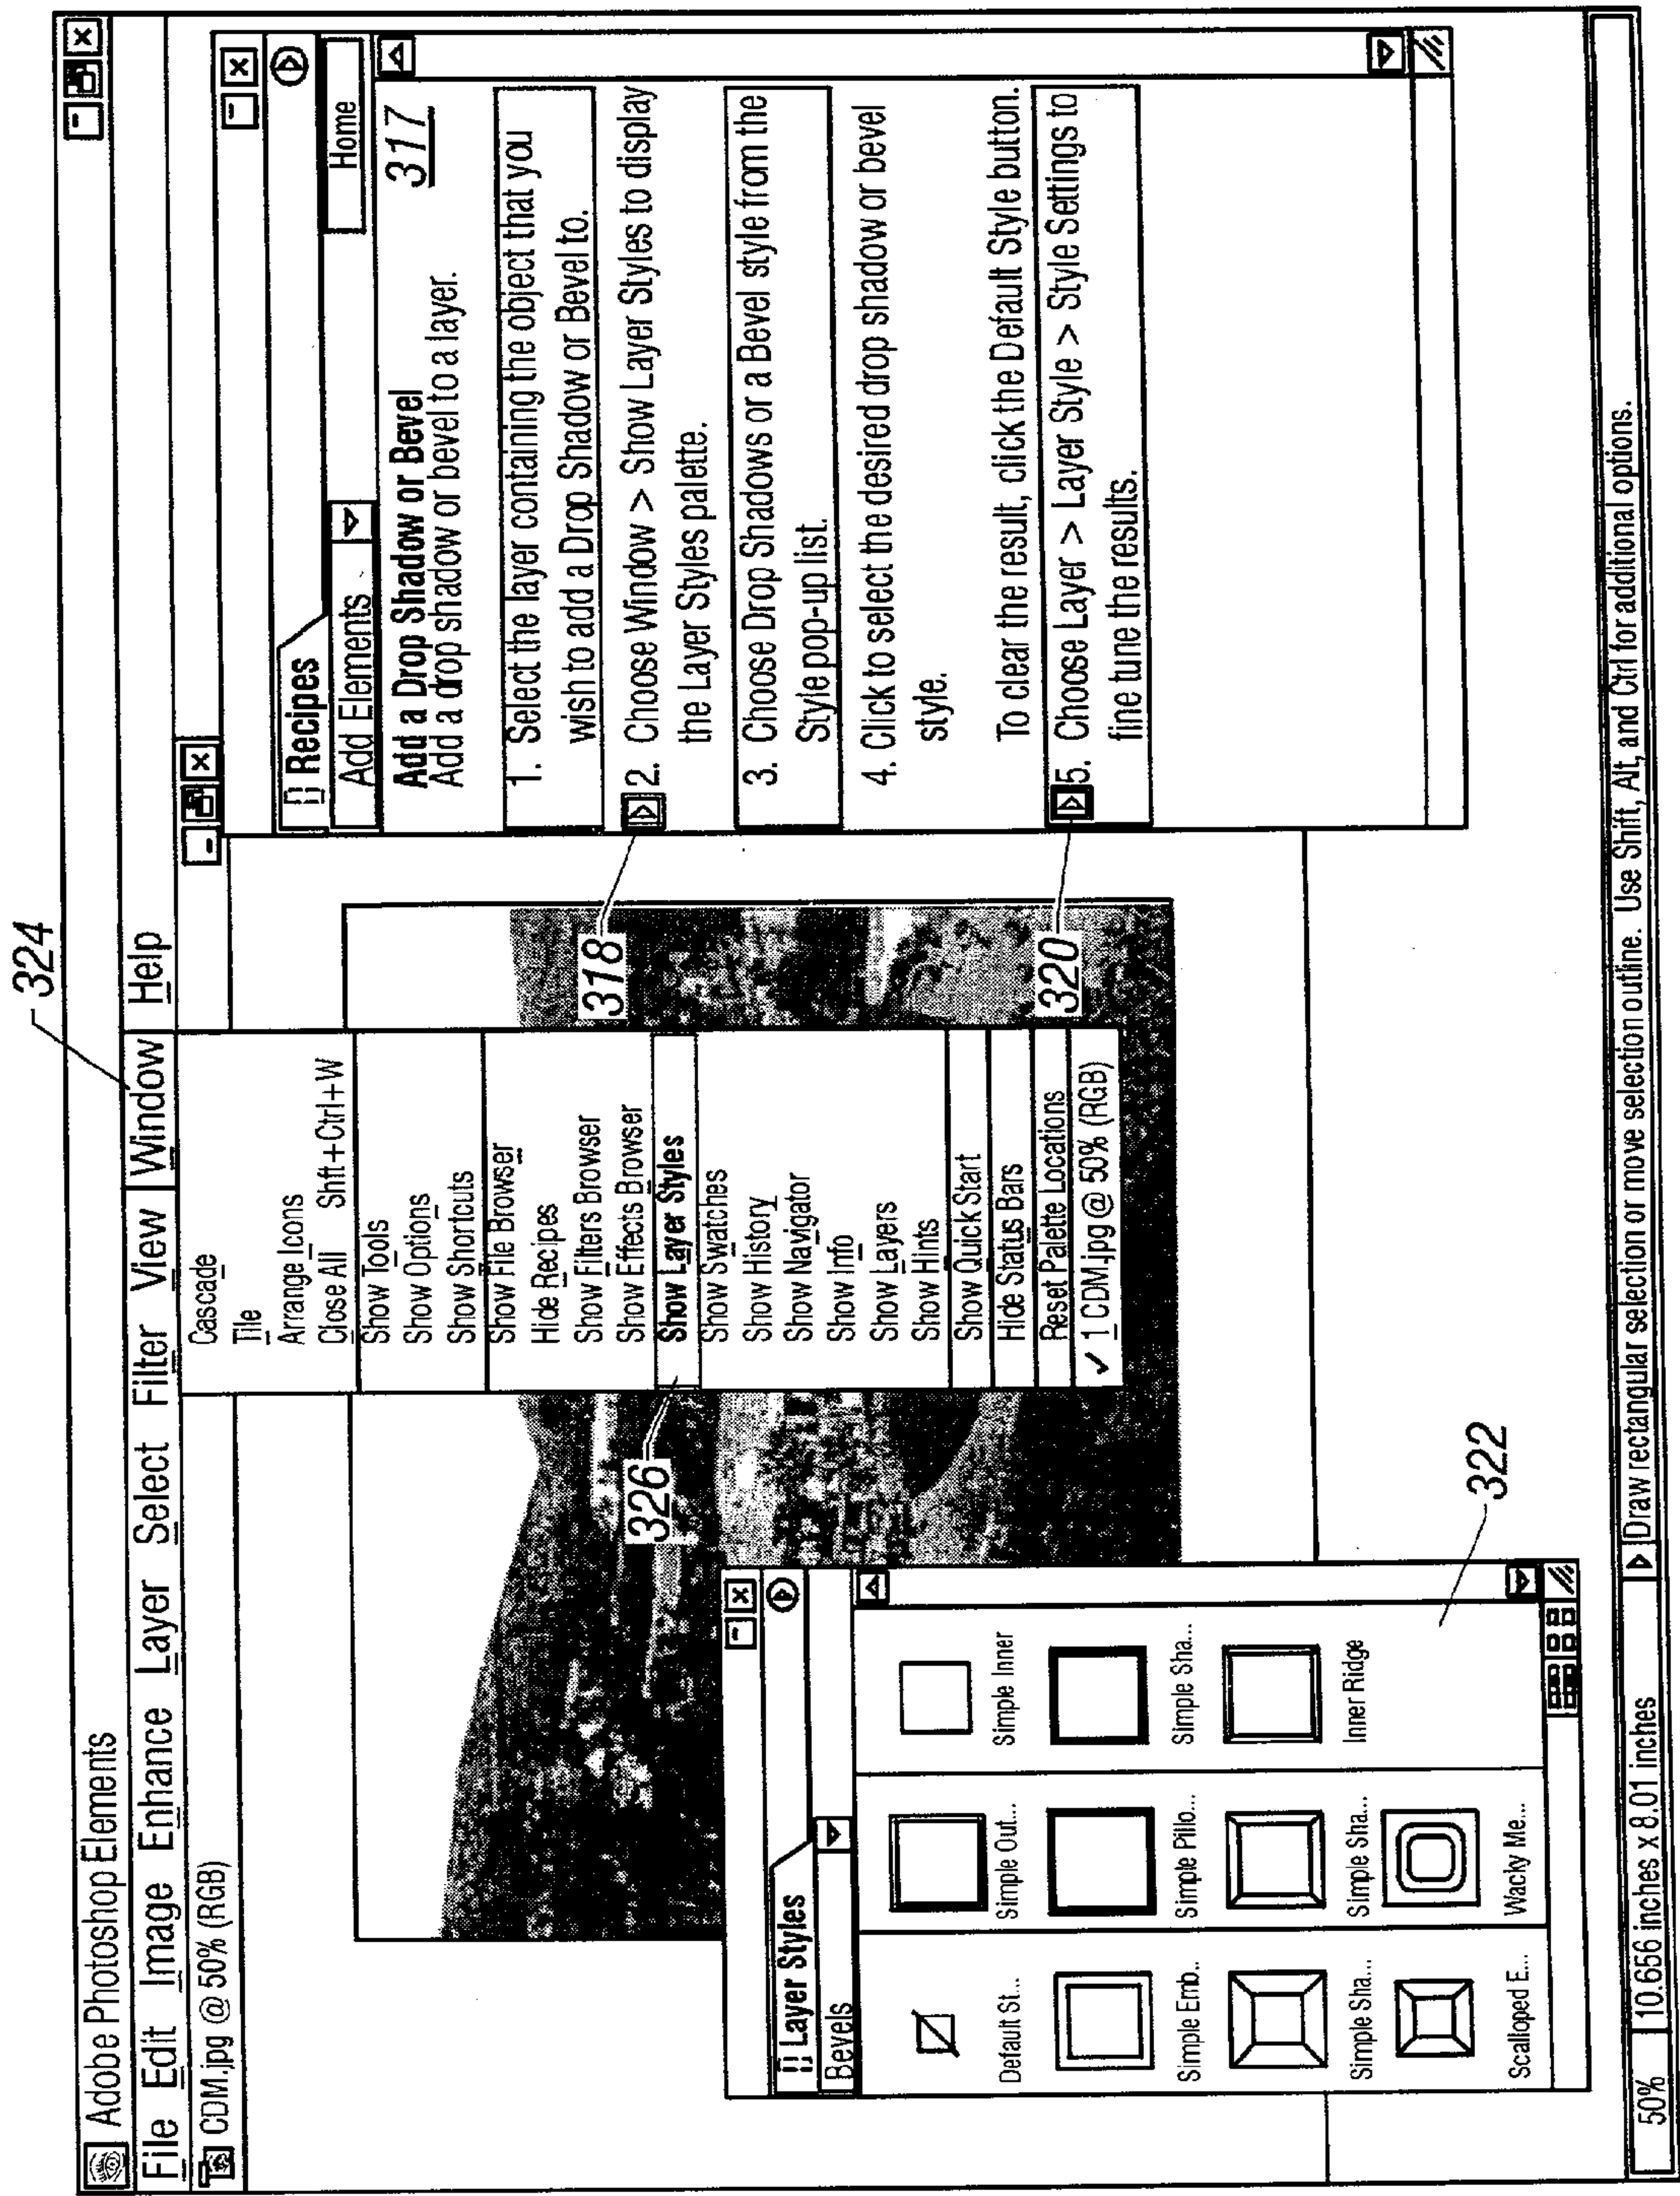 324
Adobe Photoshop Elements
File Edit Image Enhance Layer Select Filter View Window Help
CDM.jpg @ 50% (RGB)
Cascade
Tile
Arrange Icons
Close All Shft+Ctrl+W
Show Tools
Show Options
Show Shortcuts
Show File Browser
Hide Recipes
Show Filters Browser
Show Effects Browser
Show Layer Styles
Show Swatches
Show History
Show Navigator
Show Info
Show Layers
Show Hints
Show Quick Start
Hide Status Bars
Reset Palette Locations
✓ 1 CDM.jpg @ 50% (RGB)
326
318
320
Recipes
Add Elements
Home
Add a Drop Shadow or Bevel
317
Add a drop shadow or bevel to a layer.
1. Select the layer containing the object that you
wish to add a Drop Shadow or Bevel to.
2. Choose Window > Show Layer Styles to display
the Layer Styles palette.
3. Choose Drop Shadows or a Bevel style from the
Style pop-up list.
4. Click to select the desired drop shadow or bevel
style.
To clear the result, click the Default Style button.
5. Choose Layer > Layer Style > Style Settings to
fine tune the results.
Layer Styles
Bevels
Default St...
Simple Out...
Simple Inner
Simple Emb..
Simple Pillo...
Simple Sha...
Simple Sha...
Simple Sha...
Inner Ridge
Scalloped E...
Wacky Me...
322
50%
10.656 inches x 8.01 inches
Draw rectangular selection or move selection outline. Use Shift, Alt, and Ctrl for additional options.